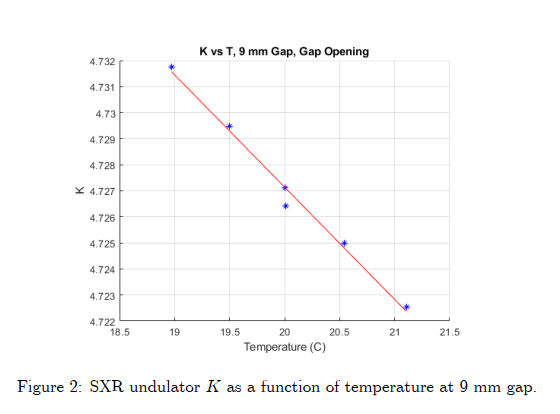 K vs T, 9 mm Gap, Gap Opening
4.732
4.731
4.73
4.729
4.728
4.727
4.726
4.725
4.724
4.723
4.722
K
18.5 19 19.5 20 20.5 21 21.5
Temperature (C)
Figure 2: SXR undulator K as a function of temperature at 9 mm gap.